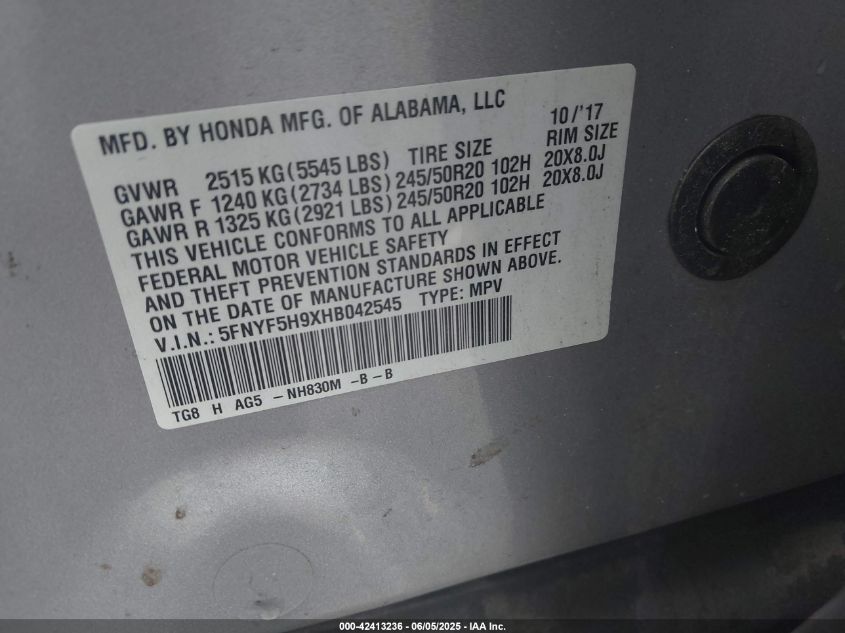 MFD. BY HONDA MFG. OF ALABAMA, LLC 10/'17
GVWR 2515 KG (5545 LBS) TIRE SIZE RIM SIZE
GAWR F 1240 KG (2734 LBS) 245/50R20 102H 20X8.0J
GAWR R 1325 KG (2921 LBS) 245/50R20 102H 20X8.0J
THIS VEHICLE CONFORMS TO ALL APPLICABLE
FEDERAL MOTOR VEHICLE SAFETY
AND THEFT PREVENTION STANDARDS IN EFFECT
ON THE DATE OF MANUFACTURE SHOWN ABOVE.
V.I.N.: 5FNYF5H9XHB042545 TYPE: MPV
TG8 H AG5 -NH830M -B-B
000-42413236 - 06/05/2025 - IAA Inc.